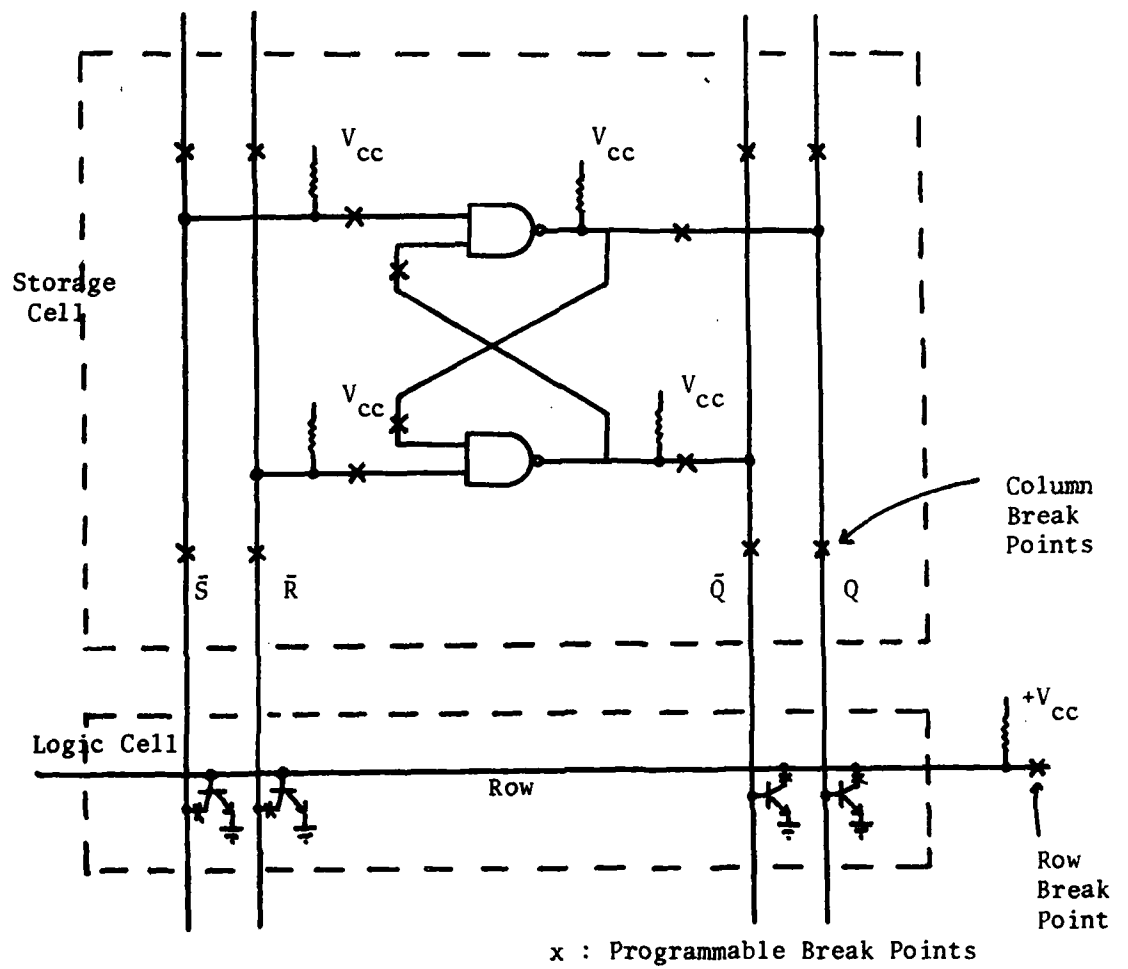 Vcc
Vcc
Storage
Cell
Vcc
Vcc
Column
Break
Points
S̄
R̄
Q̄
Q
+Vcc
Logic Cell
Row
Row
Break
Point
x : Programmable Break Points